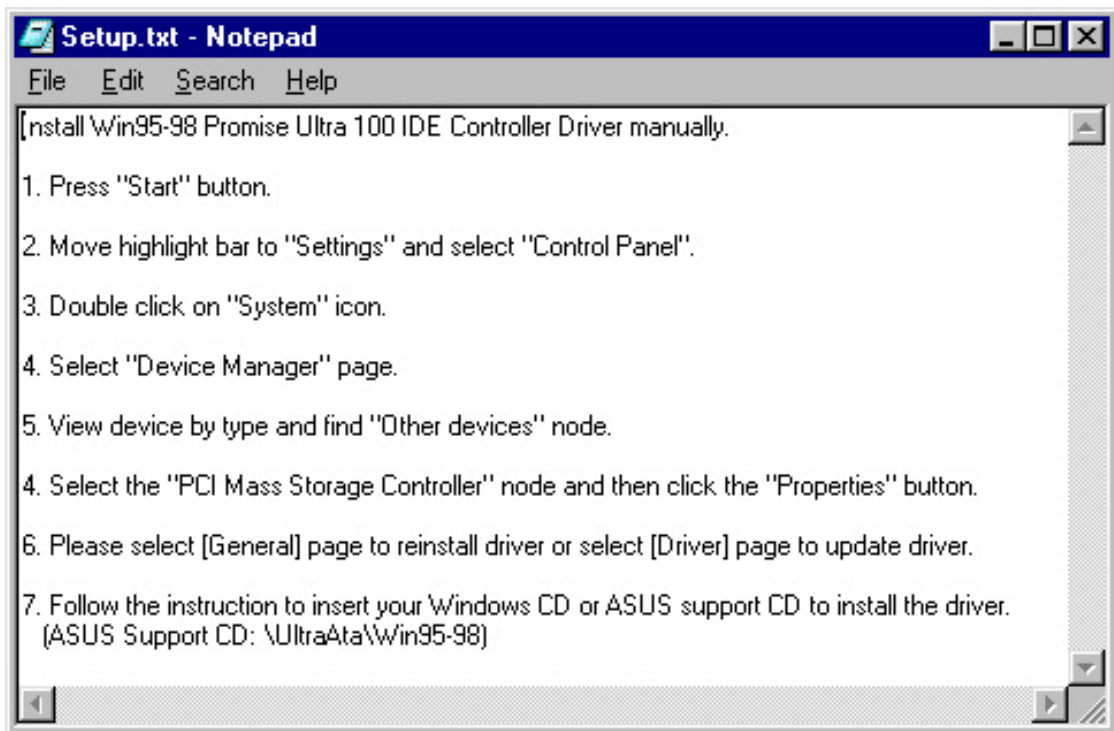 Setup.txt - Notepad
File Edit Search Help
Install Win95-98 Promise Ultra 100 IDE Controller Driver manually.
1. Press "Start" button.
2. Move highlight bar to "Settings" and select "Control Panel".
3. Double click on "System" icon.
4. Select "Device Manager" page.
5. View device by type and find "Other devices" node.
4. Select the "PCI Mass Storage Controller" node and then click the "Properties" button.
6. Please select [General] page to reinstall driver or select [Driver] page to update driver.
7. Follow the instruction to insert your Windows CD or ASUS support CD to install the driver.
(ASUS Support CD: \UltraAta\Win95-98)